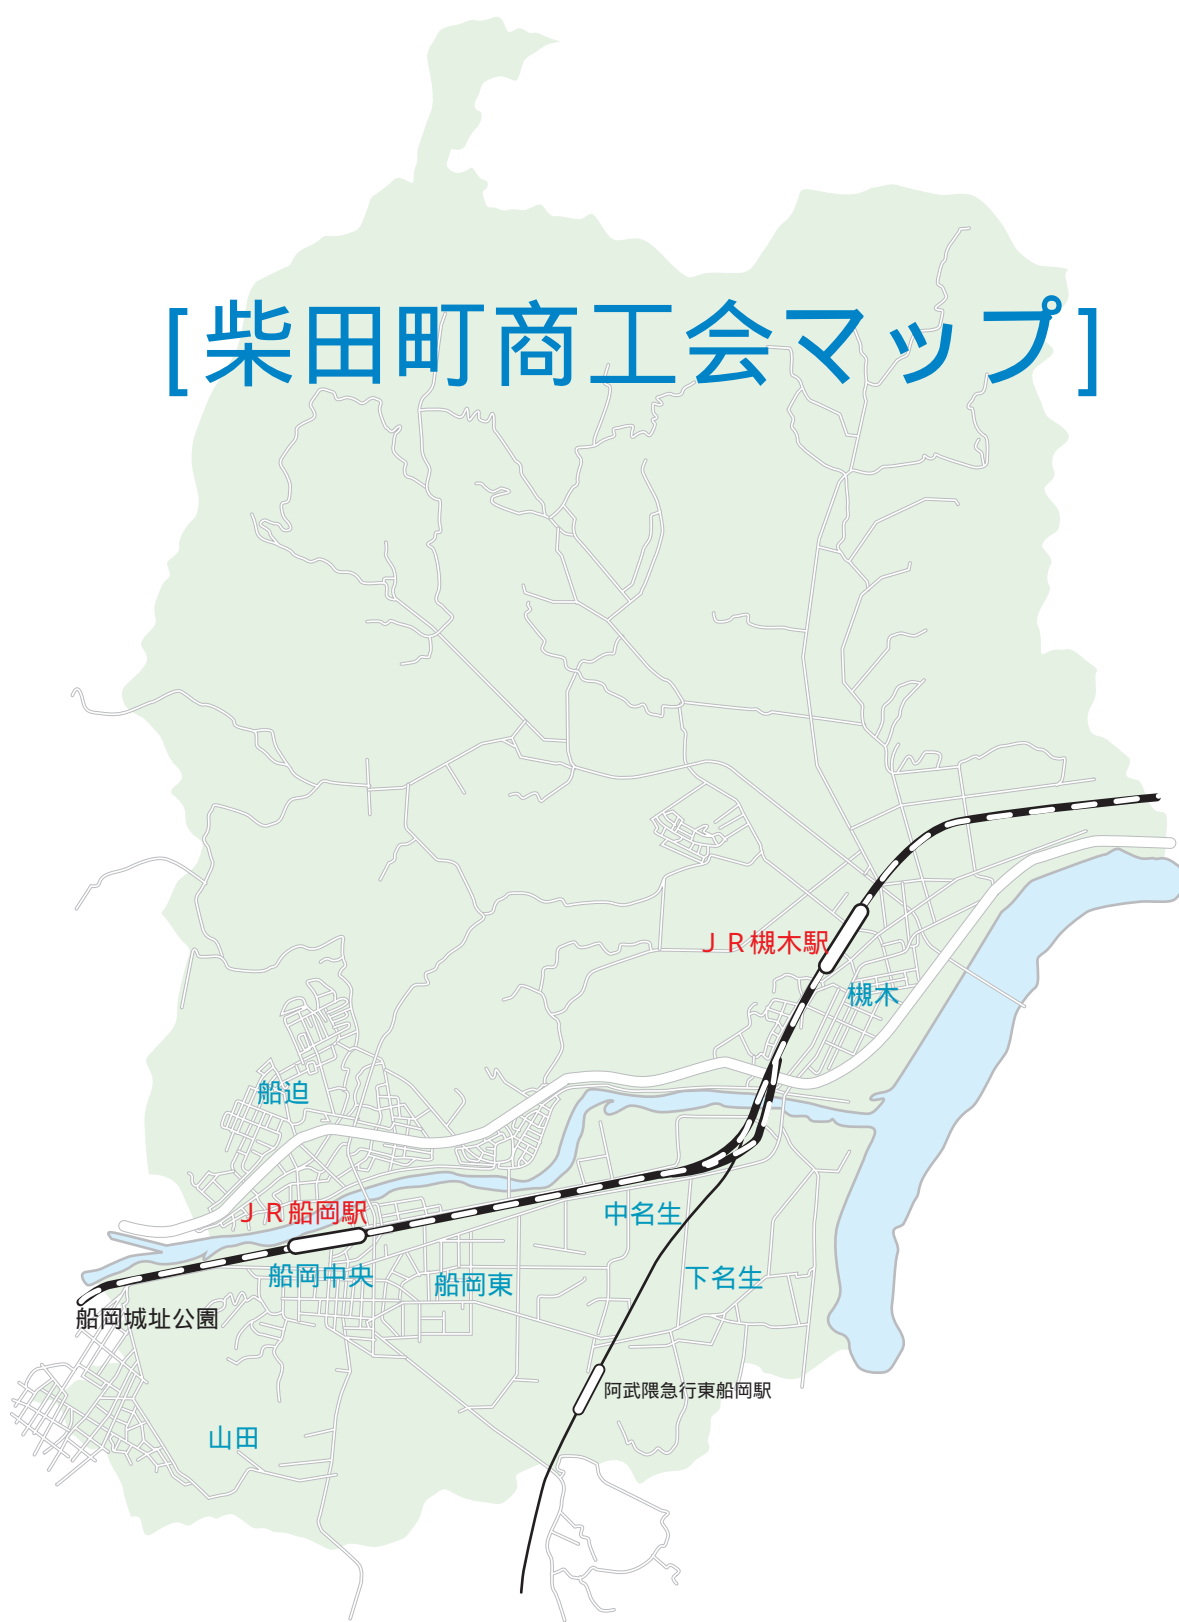 [柴田町商工会マップ]
ＪＲ槻木駅
槻木
船迫
ＪＲ船岡駅
中名生
船岡中央
船岡東
下名生
船岡城址公園
阿武隈急行東船岡駅
山田